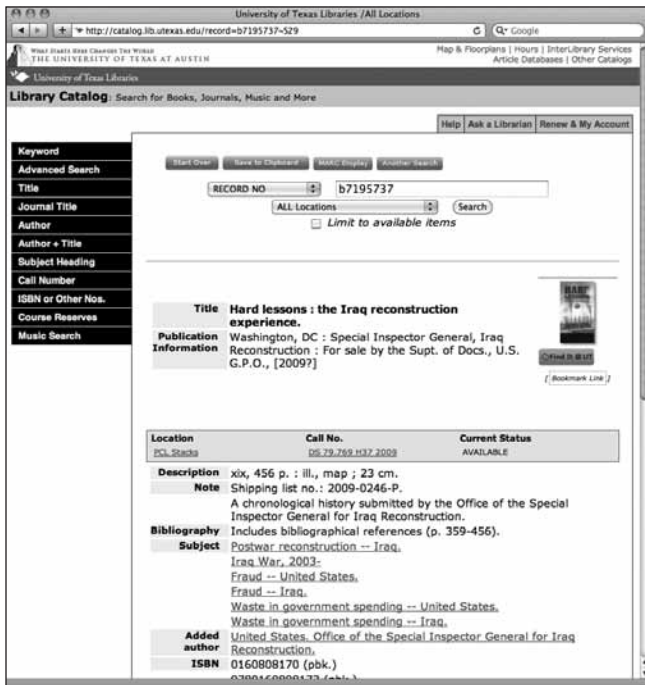 University of Texas Libraries /All Locations
http://catalog.lib.utexas.edu/record=b7195737~S29
Google
WHAT STARTS HERE CHANGES THE WORLD
THE UNIVERSITY OF TEXAS AT AUSTIN
Map & Floorplans | Hours | InterLibrary Services
Article Databases | Other Catalogs
University of Texas Libraries
Library Catalog: Search for Books, Journals, Music and More
Help Ask a Librarian Renew & My Account
Keyword
Advanced Search
Title
Journal Title
Author
Author + Title
Subject Heading
Call Number
ISBN or Other Nos.
Course Reserves
Music Search
Start Over Save to Clipboard MARC Display Another Search
RECORD NO b7195737
ALL Locations Search
Limit to available items
Title Hard lessons : the Iraq reconstruction
experience.
Publication Washington, DC : Special Inspector General, Iraq
Information Reconstruction : For sale by the Supt. of Docs., U.S.
G.P.O., [2009?]
HARD
Find It @ UT
[ Bookmark Link ]
Location Call No. Current Status
PCL Stacks DS 79.769 H37 2009 AVAILABLE
Description xix, 456 p. : ill., map ; 23 cm.
Note Shipping list no.: 2009-0246-P.
A chronological history submitted by the Office of the Special
Inspector General for Iraq Reconstruction.
Bibliography Includes bibliographical references (p. 359-456).
Subject Postwar reconstruction -- Iraq.
Iraq War, 2003-
Fraud -- United States.
Fraud -- Iraq.
Waste in government spending -- United States.
Waste in government spending -- Iraq.
Added United States. Office of the Special Inspector General for Iraq
author Reconstruction.
ISBN 0160808170 (pbk.)